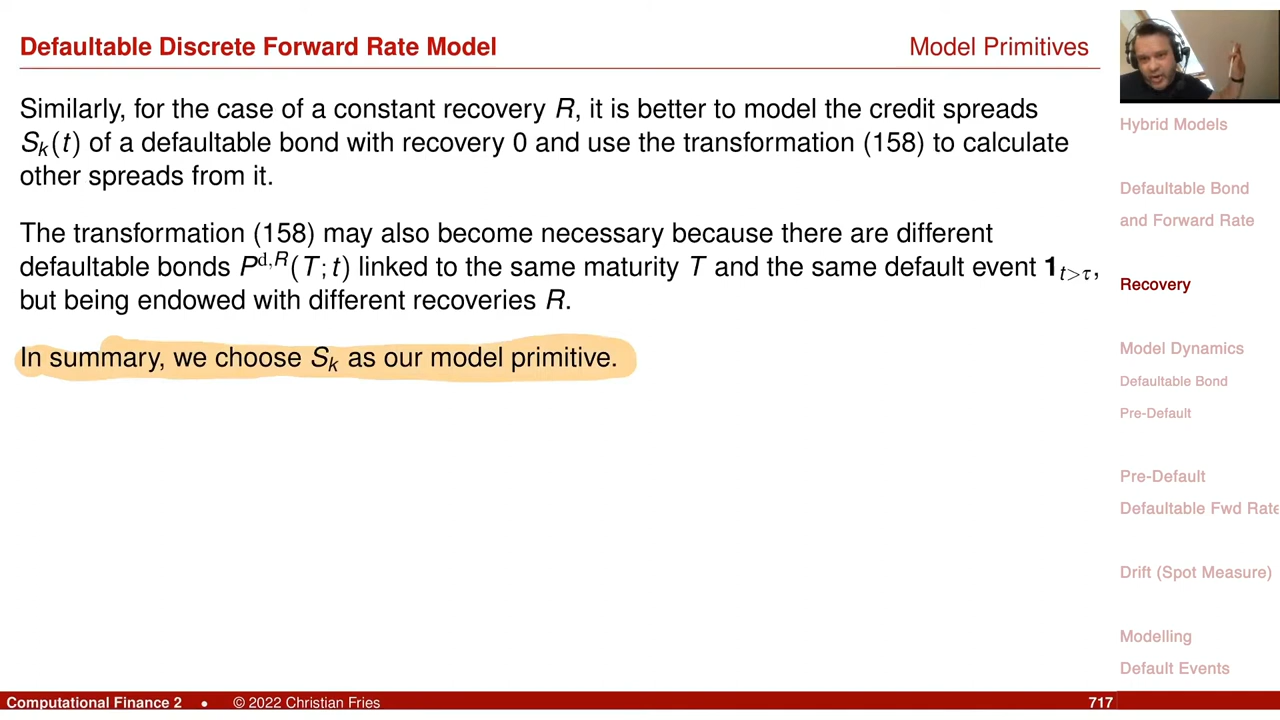 Defaultable Discrete Forward Rate Model
Model Primitives
Similarly, for the case of a constant recovery R, it is better to model the credit spreads
Sₖ(t) of a defaultable bond with recovery 0 and use the transformation (158) to calculate
other spreads from it.
The transformation (158) may also become necessary because there are different
defaultable bonds P^{d,R}(T; t) linked to the same maturity T and the same default event 𝟏_{t>τ},
but being endowed with different recoveries R.
In summary, we choose Sₖ as our model primitive.
Hybrid Models
Defaultable Bond
and Forward Rate
Recovery
Model Dynamics
Defaultable Bond
Pre-Default
Pre-Default
Defaultable Fwd Rate
Drift (Spot Measure)
Modelling
Default Events
Computational Finance 2 • © 2022 Christian Fries 717